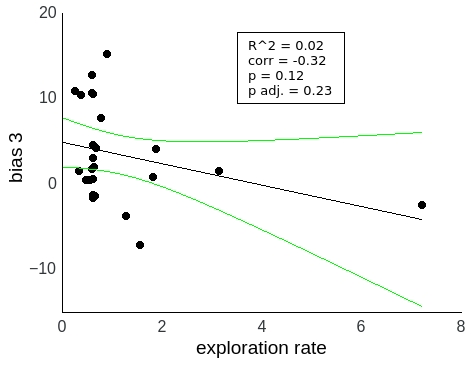 20
R^2 = 0.02
corr = -0.32
p = 0.12
p adj. = 0.23
10
bias 3
0
−10
0 2 4 6 8
exploration rate